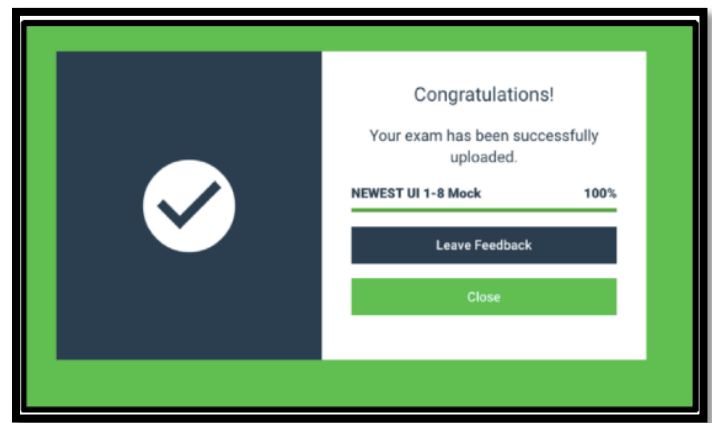 Congratulations!
Your exam has been successfully
uploaded.
NEWEST UI 1-8 Mock 100%
Leave Feedback
Close